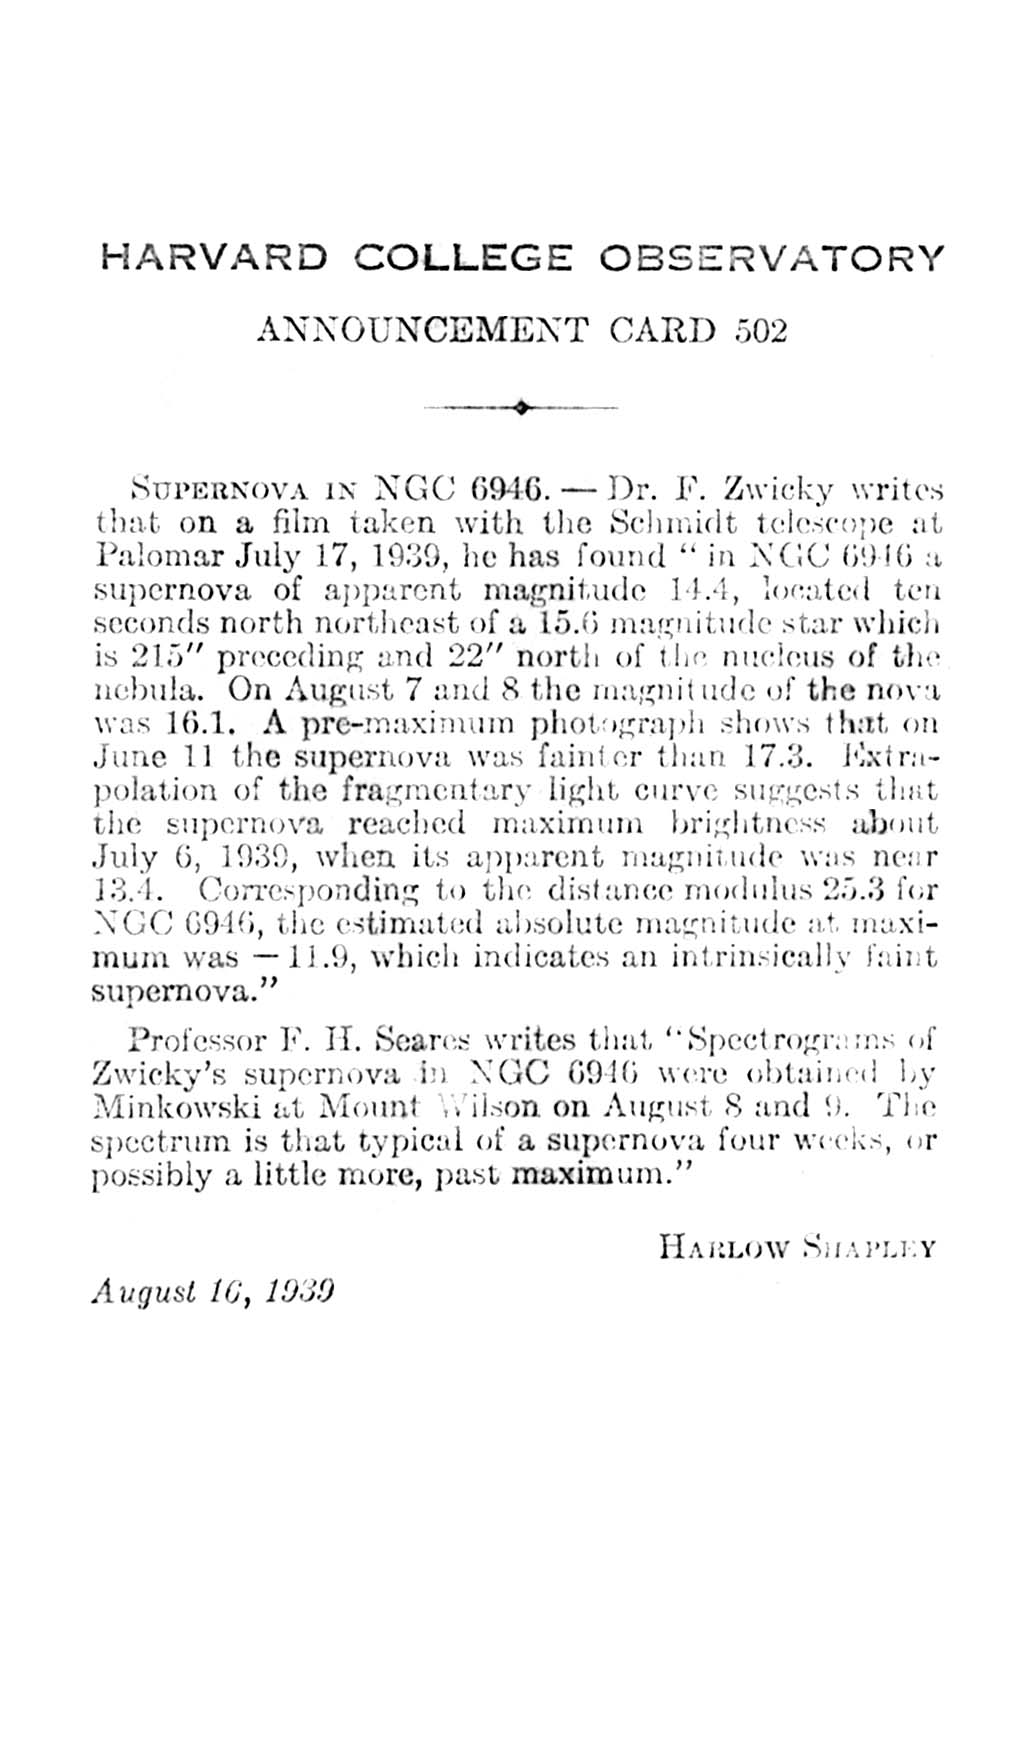 HARVARD COLLEGE OBSERVATORY
ANNOUNCEMENT CARD 502
SUPERNOVA IN NGC 6946. — Dr. F. Zwicky writes
that on a film taken with the Schmidt telescope at
Palomar July 17, 1939, he has found “ in NGC 6946 a
supernova of apparent magnitude 14.4, located ten
seconds north northeast of a 15.6 magnitude star which
is 215″ preceding and 22″ north of the nucleus of the
nebula. On August 7 and 8 the magnitude of the nova
was 16.1. A pre-maximum photograph shows that on
June 11 the supernova was fainter than 17.3. Extra-
polation of the fragmentary light curve suggests that
the supernova reached maximum brightness about
July 6, 1939, when its apparent magnitude was near
13.4. Corresponding to the distance modulus 25.3 for
NGC 6946, the estimated absolute magnitude at maxi-
mum was — 11.9, which indicates an intrinsically faint
supernova.”
Professor F. H. Seares writes that “Spectrograms of
Zwicky's supernova in NGC 6946 were obtained by
Minkowski at Mount Wilson on August 8 and 9. The
spectrum is that typical of a supernova four weeks, or
possibly a little more, past maximum.”
HARLOW SHAPLEY
August 16, 1939